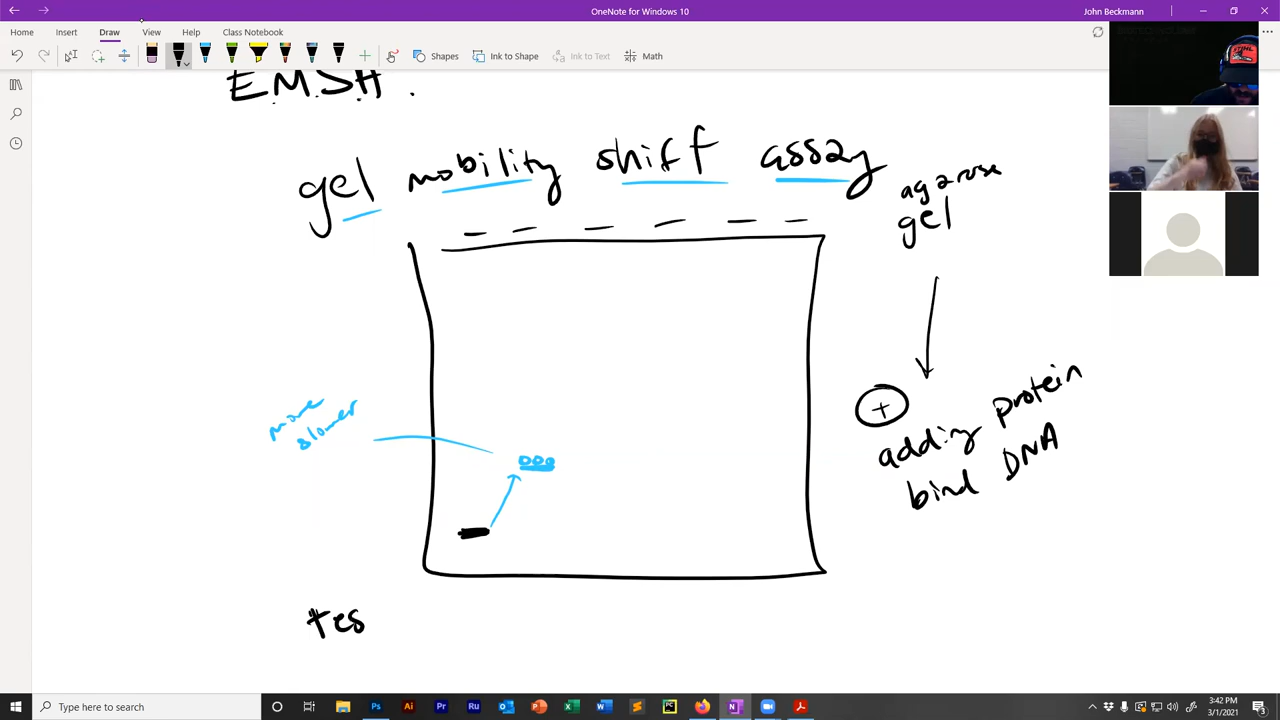 OneNote for Windows 10
John Beckmann
Home Insert Draw View Help Class Notebook
Shapes Ink to Shape Ink to Text Math
E.M.S.A.
gel mobility shift assay
agarose
gel
move
slower
+
adding protein
bind DNA
tes
Type here to search
3:42 PM
3/1/2021